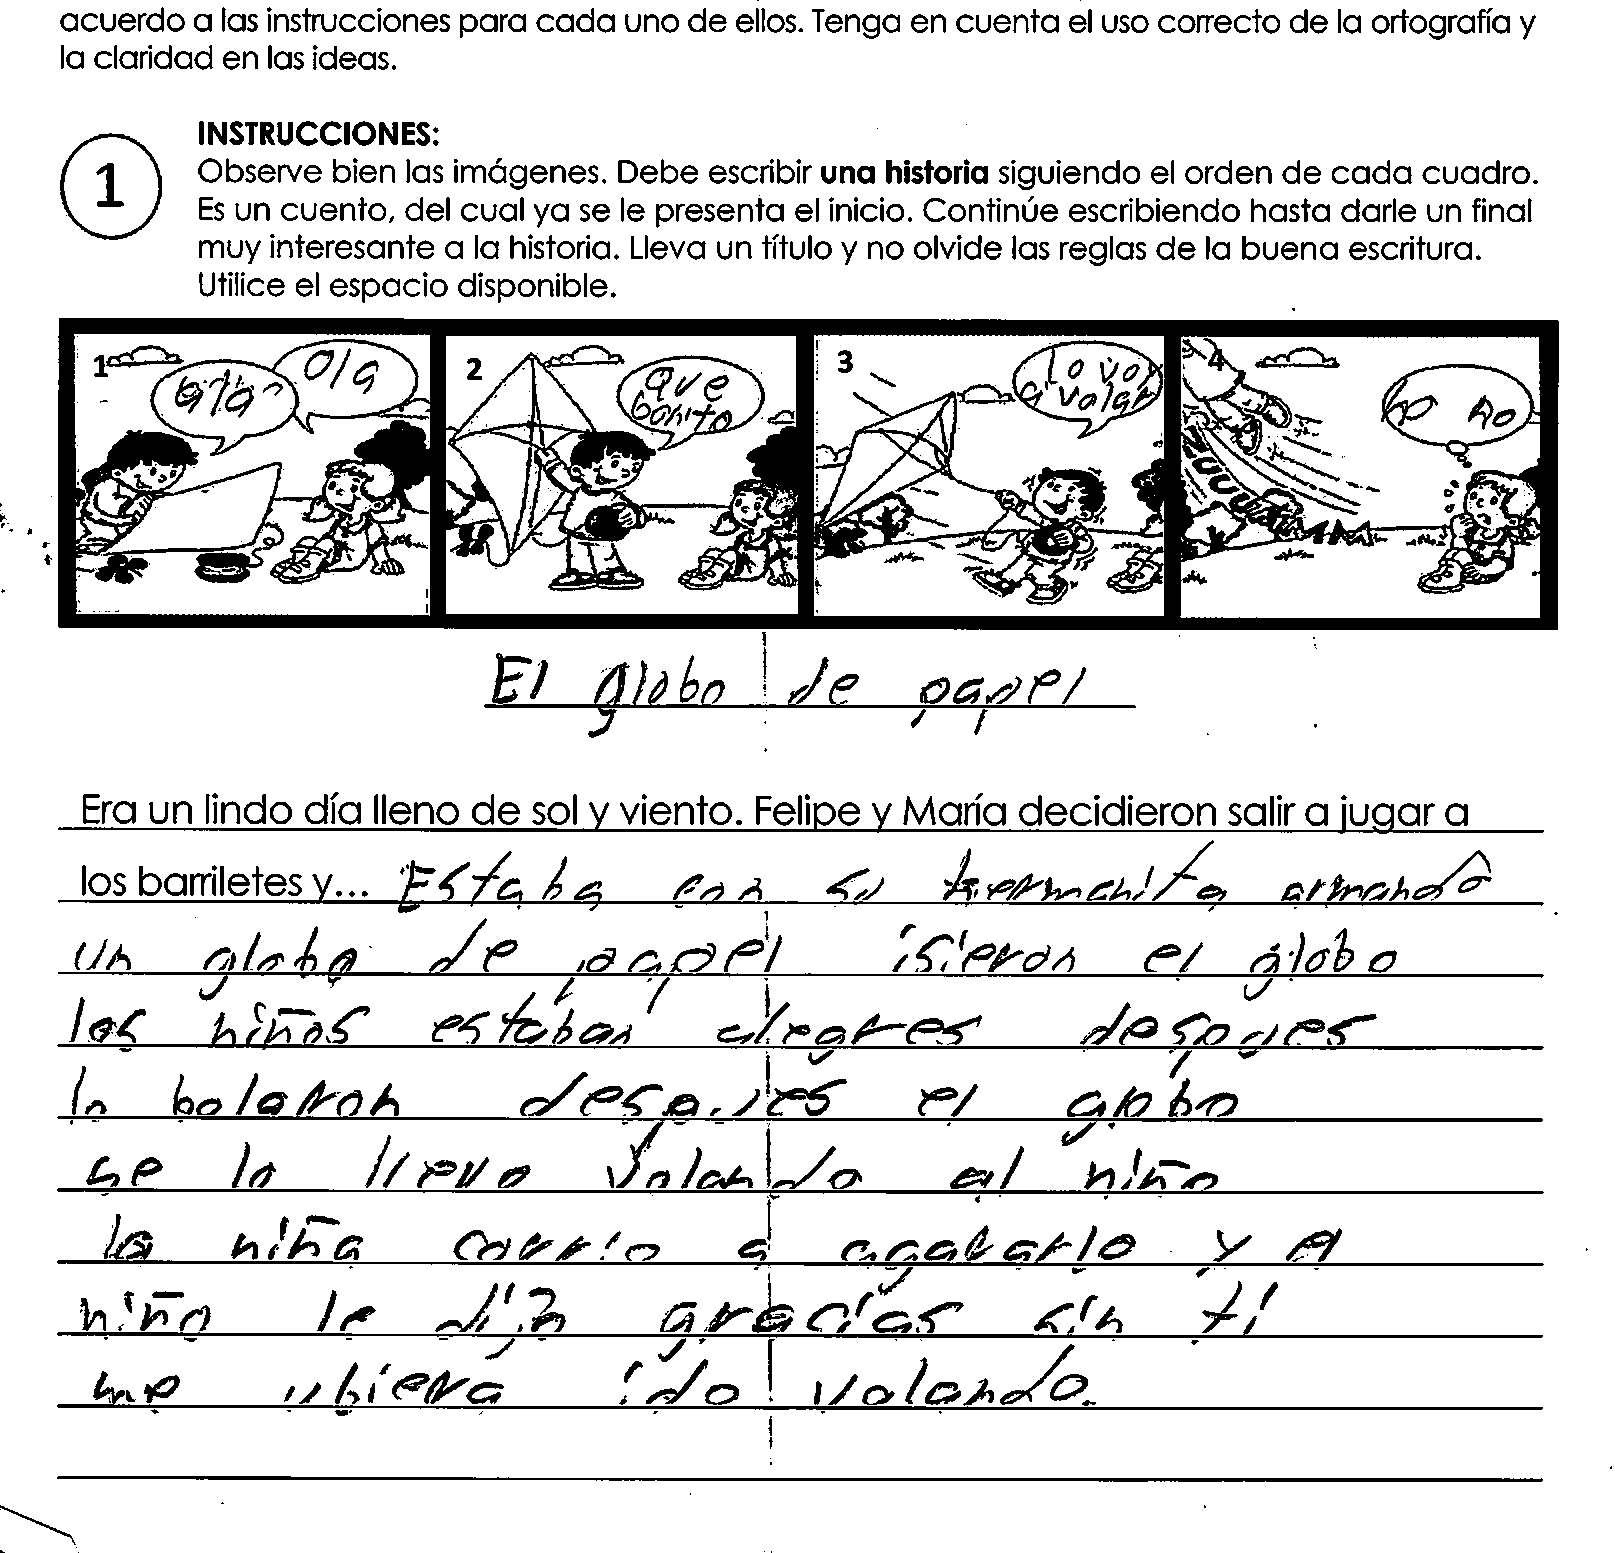 acuerdo a las instrucciones para cada uno de ellos. Tenga en cuenta el uso correcto de la ortografía y
la claridad en las ideas.
INSTRUCCIONES:
1
Observe bien las imágenes. Debe escribir una historia siguiendo el orden de cada cuadro.
Es un cuento, del cual ya se le presenta el inicio. Continúe escribiendo hasta darle un final
muy interesante a la historia. Lleva un título y no olvide las reglas de la buena escritura.
Utilice el espacio disponible.
1
Ola
2
que
bonito
3
lo voy
a volar
4
no no
ZUUUUU
El globo de papel
Era un lindo día lleno de sol y viento. Felipe y María decidieron salir a jugar a
los barriletes y... Estaba con su hermanita armando
un globo de papel isieron el globo
los niños estaban alegres despues
lo bolaron despues el globo
se lo llevo volando al niño
la niña corrio a agararlo y el
niño le dijo gracias sin ti
me ubiera ido volando.